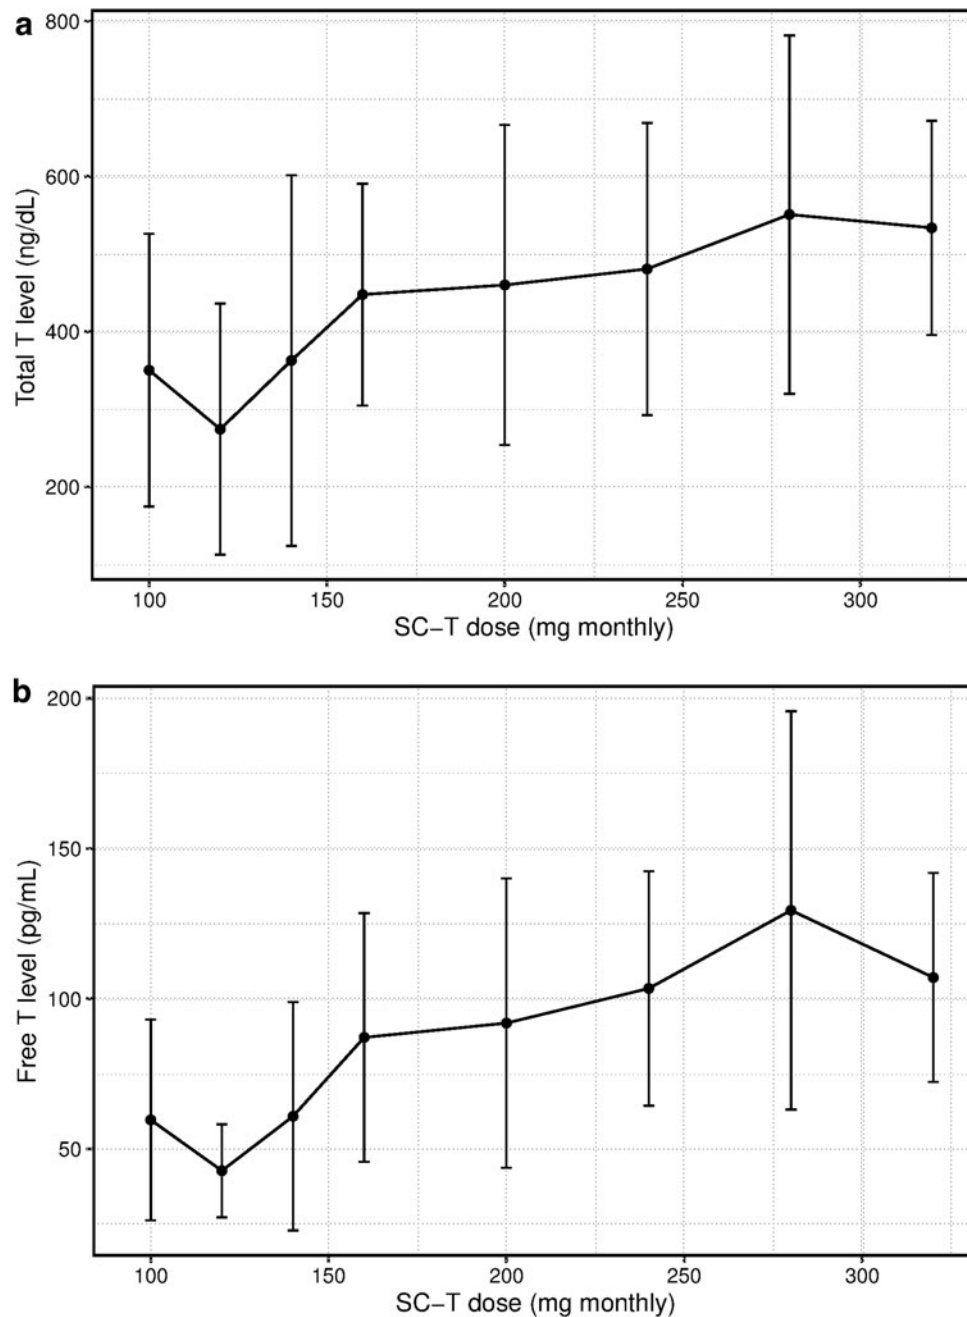 a
800
600
400
200
Total T level (ng/dL)
100 150 200 250 300
SC−T dose (mg monthly)
b
200
150
100
50
Free T level (pg/mL)
100 150 200 250 300
SC−T dose (mg monthly)